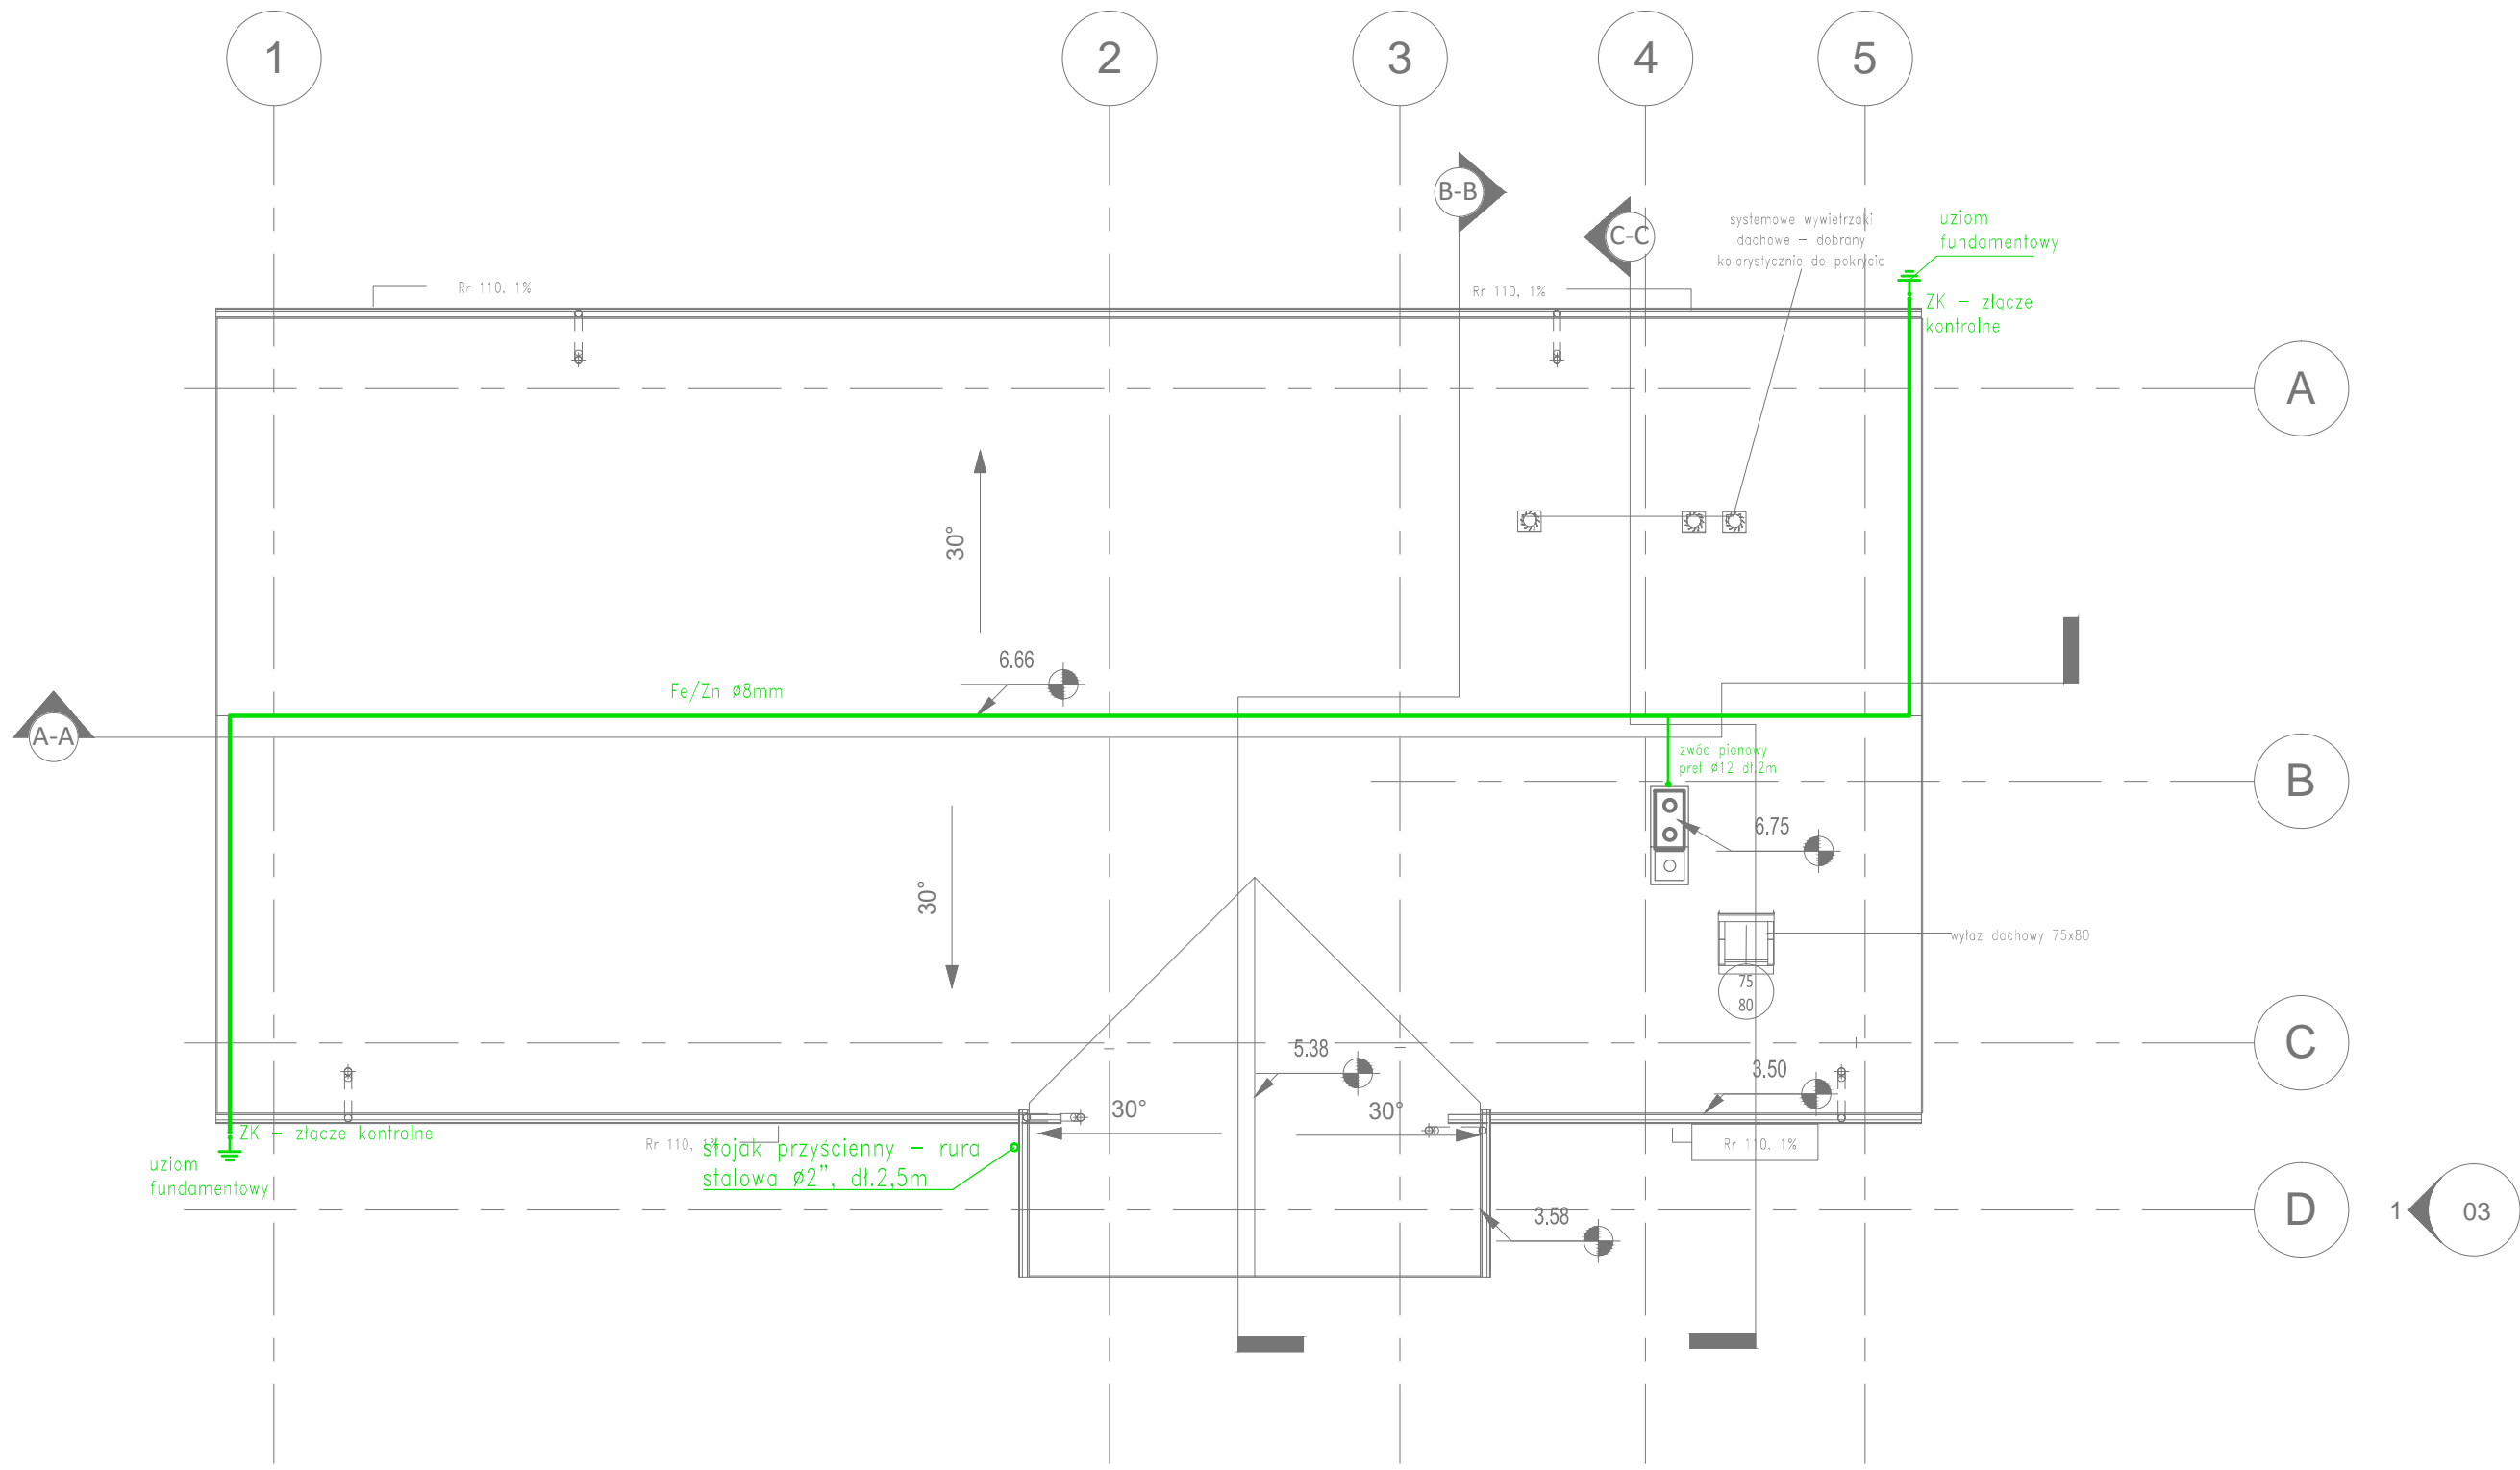 1
2
3
4
5
B-B
C-C
systemowe wywietrzaki
dachowe – dobrany
kolorystycznie do pokrycia
uziom
fundamentowy
Rr 110, 1%
Rr 110, 1%
ZK – złącze
kontrolne
A
30°
6.66
Fe/Zn ø8mm
A-A
zwód pionowy
pręt ø12 dł.2m
B
6.75
30°
wyłaz dachowy 75x80
75
80
C
5.38
3.50
30°
30°
ZK – złącze kontrolne
Rr 110, 1%
stojak przyścienny – rura
stalowa ø2", dł.2,5m
Rr 110, 1%
uziom
fundamentowy
D
3.58
1
03